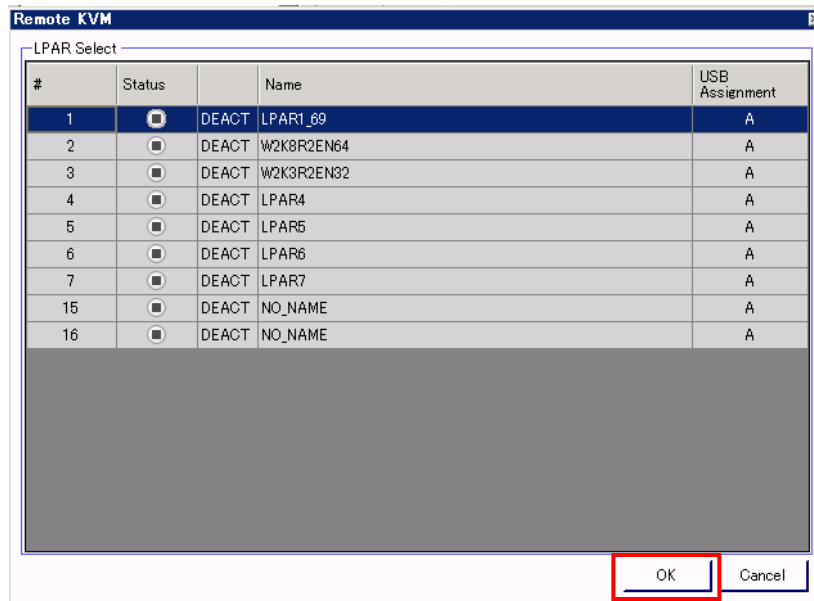 Remote KVM
LPAR Select
# Status Name USB Assignment
1 DEACT LPAR1_69 A
2 DEACT W2K8R2EN64 A
3 DEACT W2K3R2EN32 A
4 DEACT LPAR4 A
5 DEACT LPAR5 A
6 DEACT LPAR6 A
7 DEACT LPAR7 A
15 DEACT NO_NAME A
16 DEACT NO_NAME A
OK Cancel